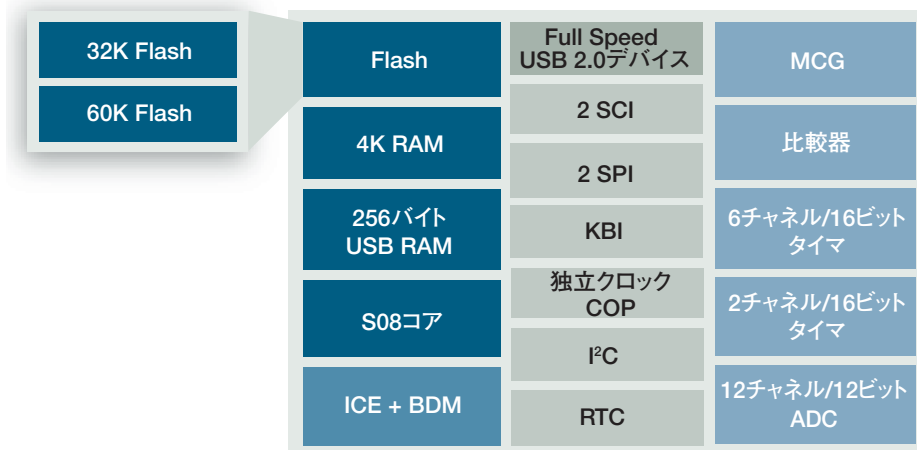 32K Flash
60K Flash
Flash
4K RAM
256バイト
USB RAM
S08コア
ICE + BDM
Full Speed
USB 2.0デバイス
2 SCI
2 SPI
KBI
独立クロック
COP
I²C
RTC
MCG
比較器
6チャネル/16ビット
タイマ
2チャネル/16ビット
タイマ
12チャネル/12ビット
ADC